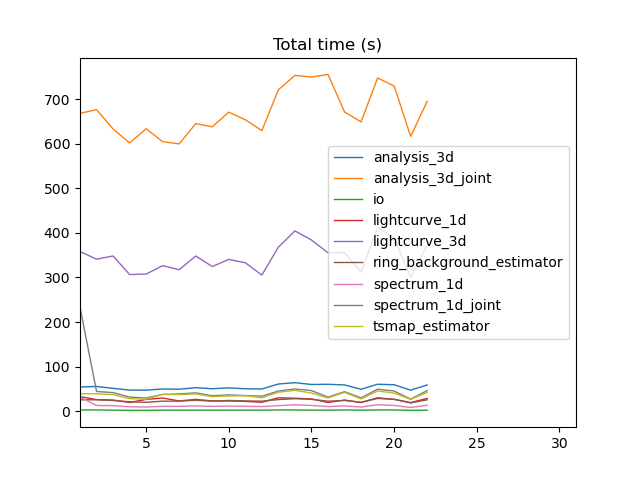 Total time (s)
700
600
500
400
300
200
100
0
analysis_3d
analysis_3d_joint
io
lightcurve_1d
lightcurve_3d
ring_background_estimator
spectrum_1d
spectrum_1d_joint
tsmap_estimator
5 10 15 20 25 30